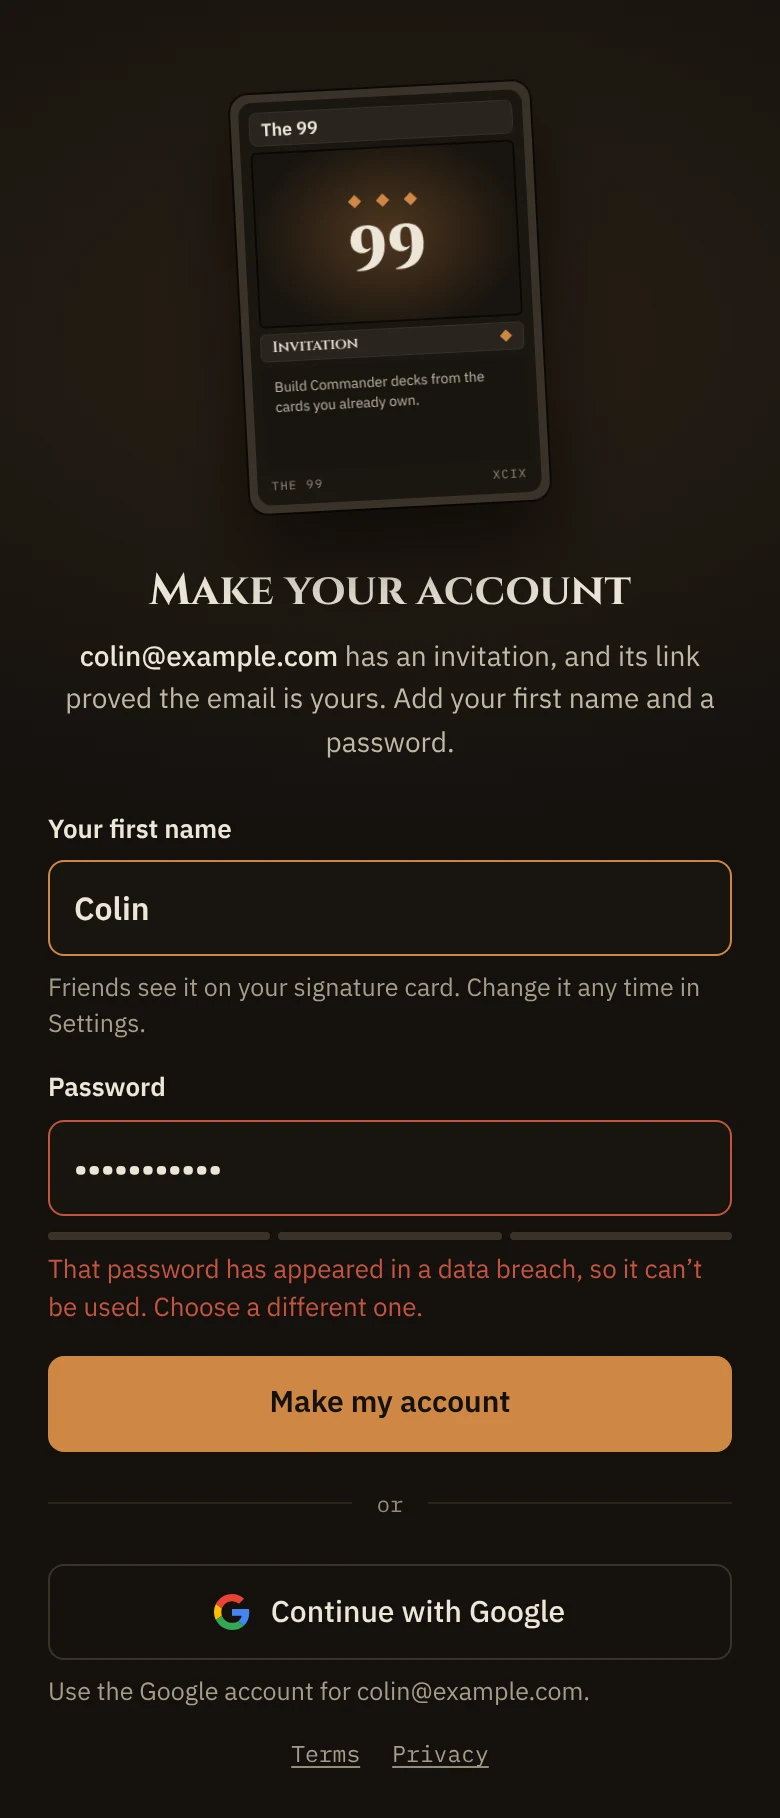 The 99
99
Invitation
Build Commander decks from the
cards you already own.
THE 99
XCIX
Make your account
colin@example.com has an invitation, and its link
proved the email is yours. Add your first name and a
password.
Your first name
Colin
Friends see it on your signature card. Change it any time in
Settings.
Password
That password has appeared in a data breach, so it can’t
be used. Choose a different one.
Make my account
or
Continue with Google
Use the Google account for colin@example.com.
Terms Privacy